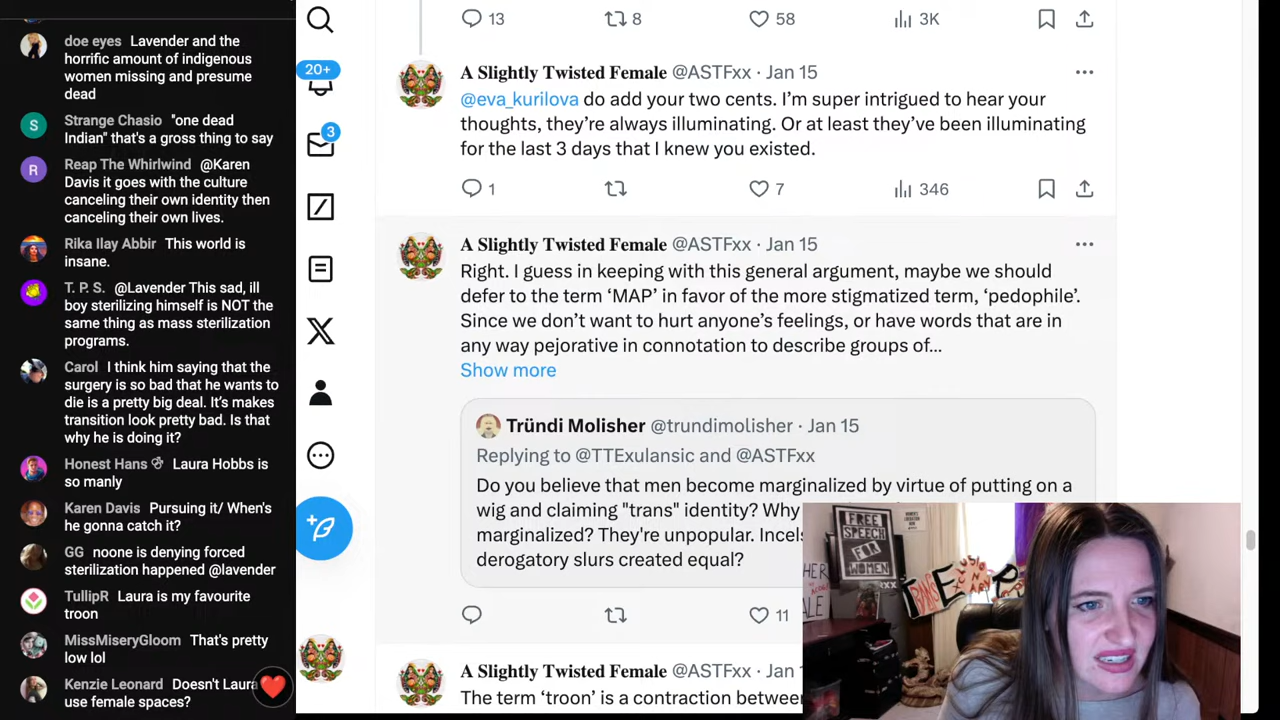 doe eyes Lavender and the
horrific amount of indigenous
women missing and presume
dead
Strange Chasio "one dead
Indian" that's a gross thing to say
Reap The Whirlwind @Karen
Davis it goes with the culture
canceling their own identity then
canceling their own lives.
Rika Ilay Abbir This world is
insane.
T. P. S. @Lavender This sad, ill
boy sterilizing himself is NOT the
same thing as mass sterilization
programs.
Carol I think him saying that the
surgery is so bad that he wants to
die is a pretty big deal. It's makes
transition look pretty bad. Is that
why he is doing it?
Honest Hans Laura Hobbs is
so manly
Karen Davis Pursuing it/ When's
he gonna catch it?
GG noone is denying forced
sterilization happened @lavender
TullipR Laura is my favourite
troon
MissMiseryGloom That's pretty
low lol
Kenzie Leonard Doesn't Laura
use female spaces?
S
R
20+
3
13 8 58 3K
A Slightly Twisted Female @ASTFxx · Jan 15
@eva_kurilova do add your two cents. I'm super intrigued to hear your
thoughts, they're always illuminating. Or at least they've been illuminating
for the last 3 days that I knew you existed.
1 7 346
A Slightly Twisted Female @ASTFxx · Jan 15
Right. I guess in keeping with this general argument, maybe we should
defer to the term 'MAP' in favor of the more stigmatized term, 'pedophile'.
Since we don't want to hurt anyone's feelings, or have words that are in
any way pejorative in connotation to describe groups of...
Show more
Tründi Molisher @trundimolisher · Jan 15
Replying to @TTExulansic and @ASTFxx
Do you believe that men become marginalized by virtue of putting on a
wig and claiming "trans" identity? Why
marginalized? They're unpopular. Incels
derogatory slurs created equal?
11
A Slightly Twisted Female @ASTFxx · Jan 1
The term 'troon' is a contraction between
FREE
SPEECH
FOR
WOMEN